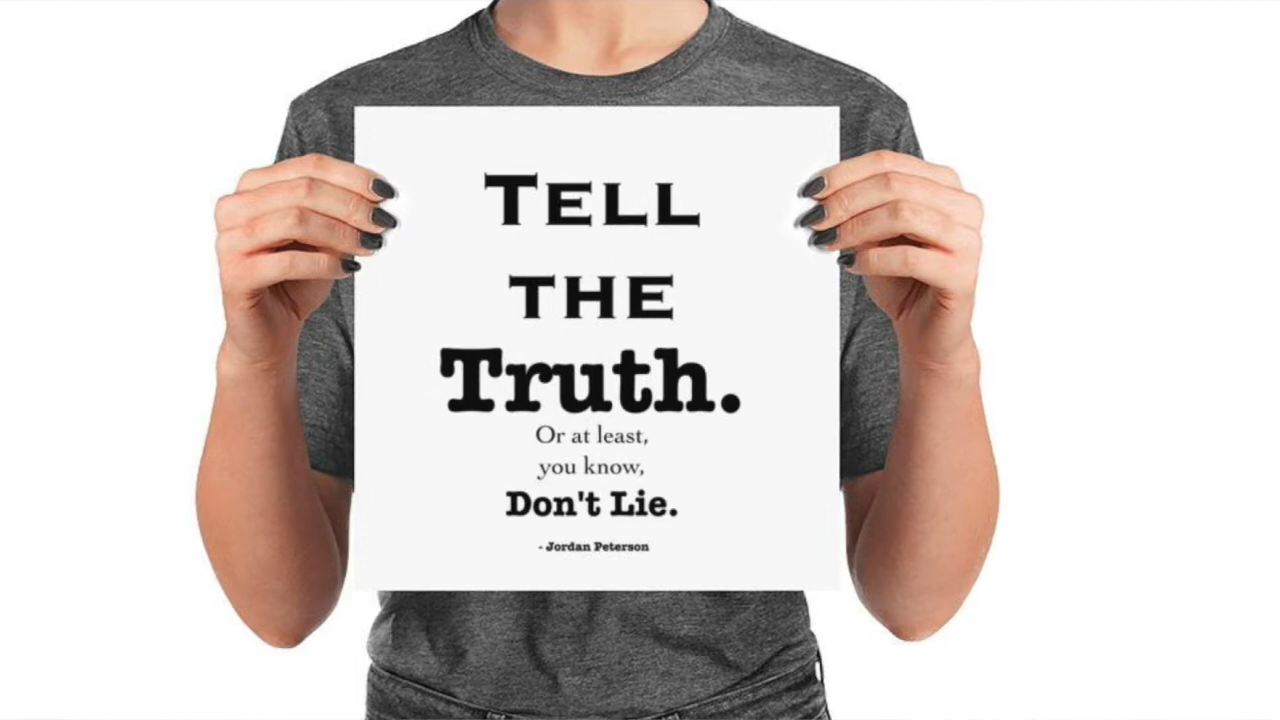 TELL
THE
Truth.
Or at least,
you know,
Don't Lie.
- Jordan Peterson